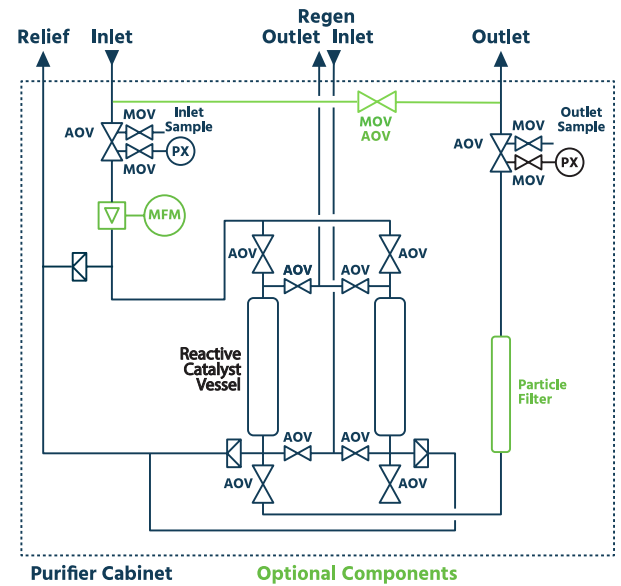 Regen
Relief
Inlet
Outlet
Inlet
Outlet
MOV
Inlet
Sample
AOV
PX
MOV
MOV
AOV
MOV
Outlet
Sample
AOV
PX
MOV
MFM
AOV
AOV
AOV
AOV
Reactive
Catalyst
Vessel
Particle
Filter
AOV
AOV
AOV
AOV
Purifier Cabinet
Optional Components